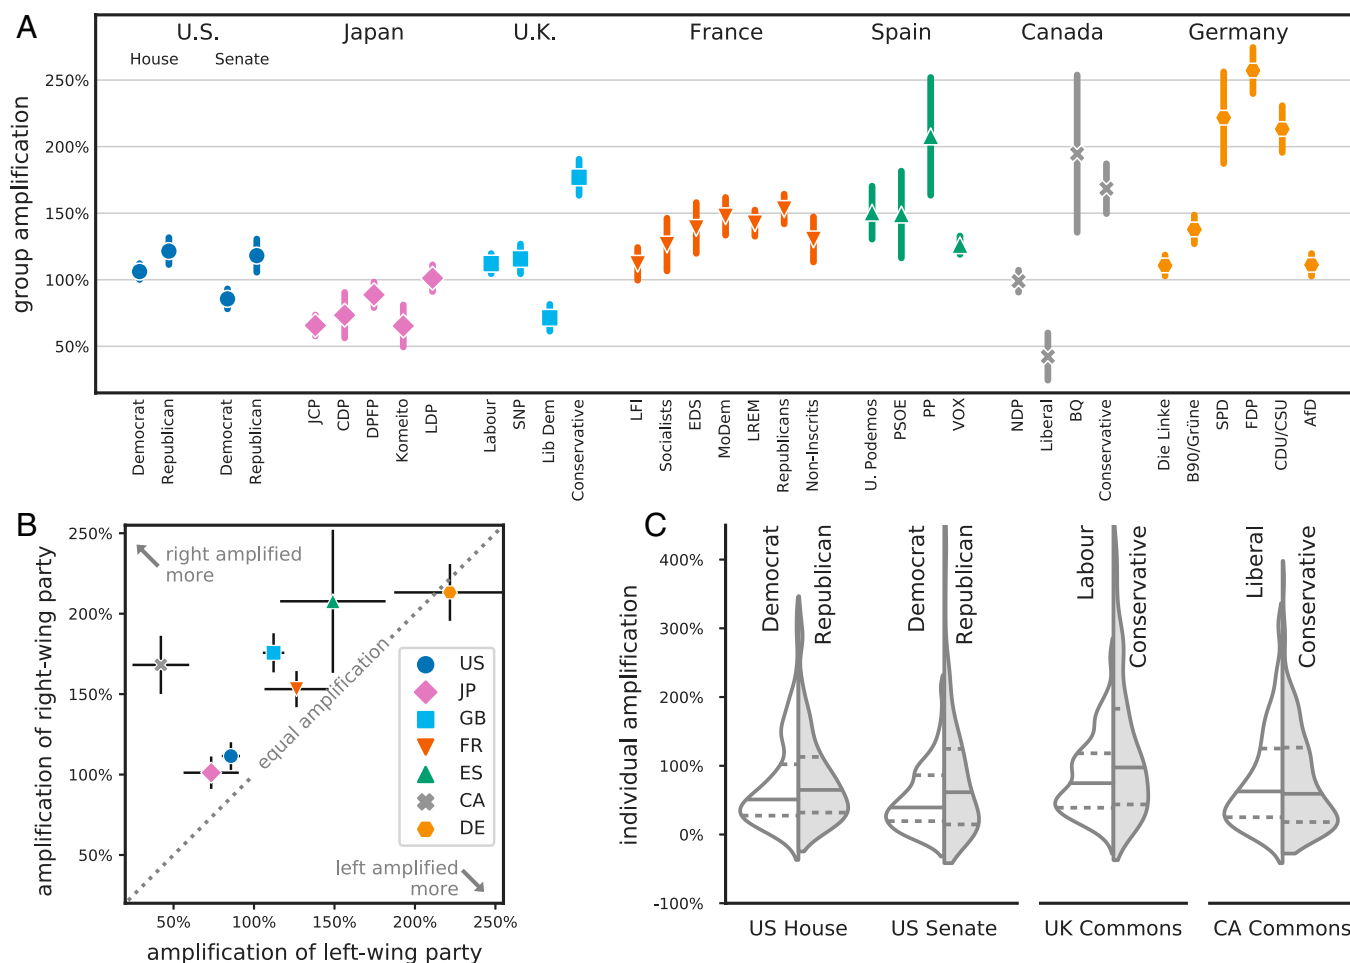 A
U.S.
Japan
U.K.
France
Spain
Canada
Germany
House
Senate
group amplification
250%
200%
150%
100%
50%
Democrat
Republican
Democrat
Republican
JCP
CDP
DPFP
Komeito
LDP
Labour
SNP
Lib Dem
Conservative
LFI
Socialists
EDS
MoDem
LREM
Republicans
Non-Inscrits
U. Podemos
PSOE
PP
VOX
NDP
Liberal
BQ
Conservative
Die Linke
B90/Grüne
SPD
FDP
CDU/CSU
AfD
B
amplification of right-wing party
250%
200%
150%
100%
50%
right amplified
more
equal amplification
US
JP
GB
FR
ES
CA
DE
left amplified
more
50%
100%
150%
200%
250%
amplification of left-wing party
C
individual amplification
400%
300%
200%
100%
0%
-100%
Democrat
Republican
Democrat
Republican
Labour
Conservative
Liberal
Conservative
US House
US Senate
UK Commons
CA Commons